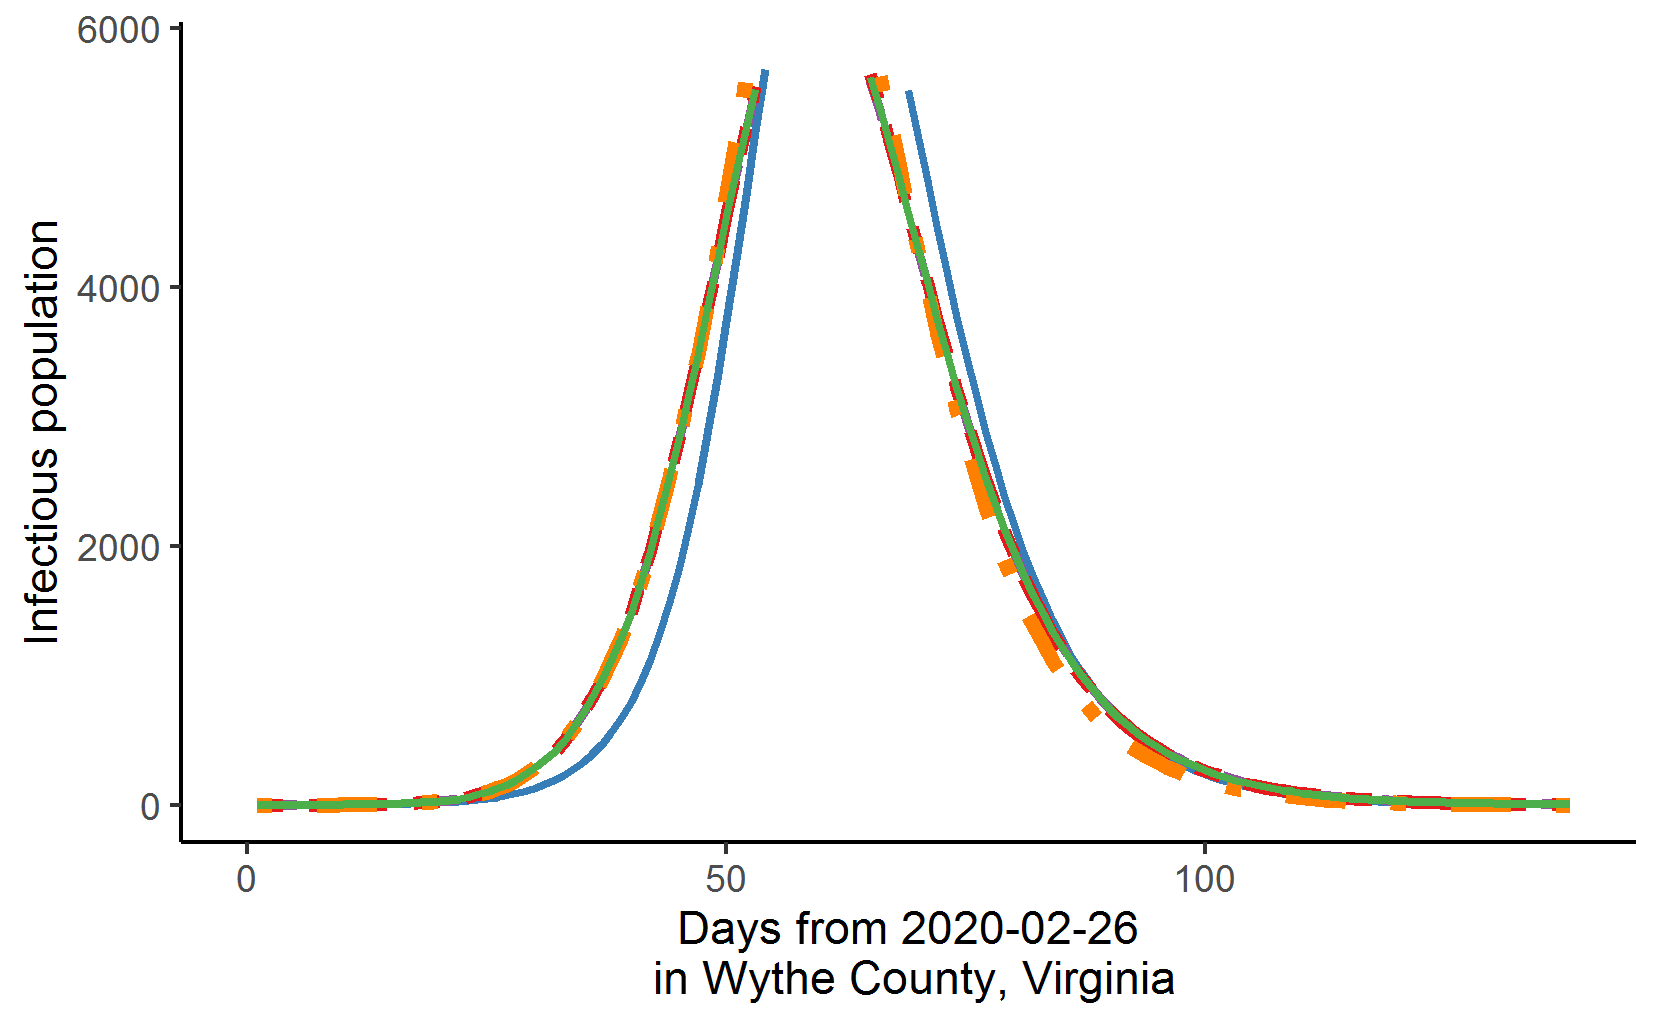 6000
4000
2000
0
Infectious population
0
50
100
Days from 2020-02-26
in Wythe County, Virginia